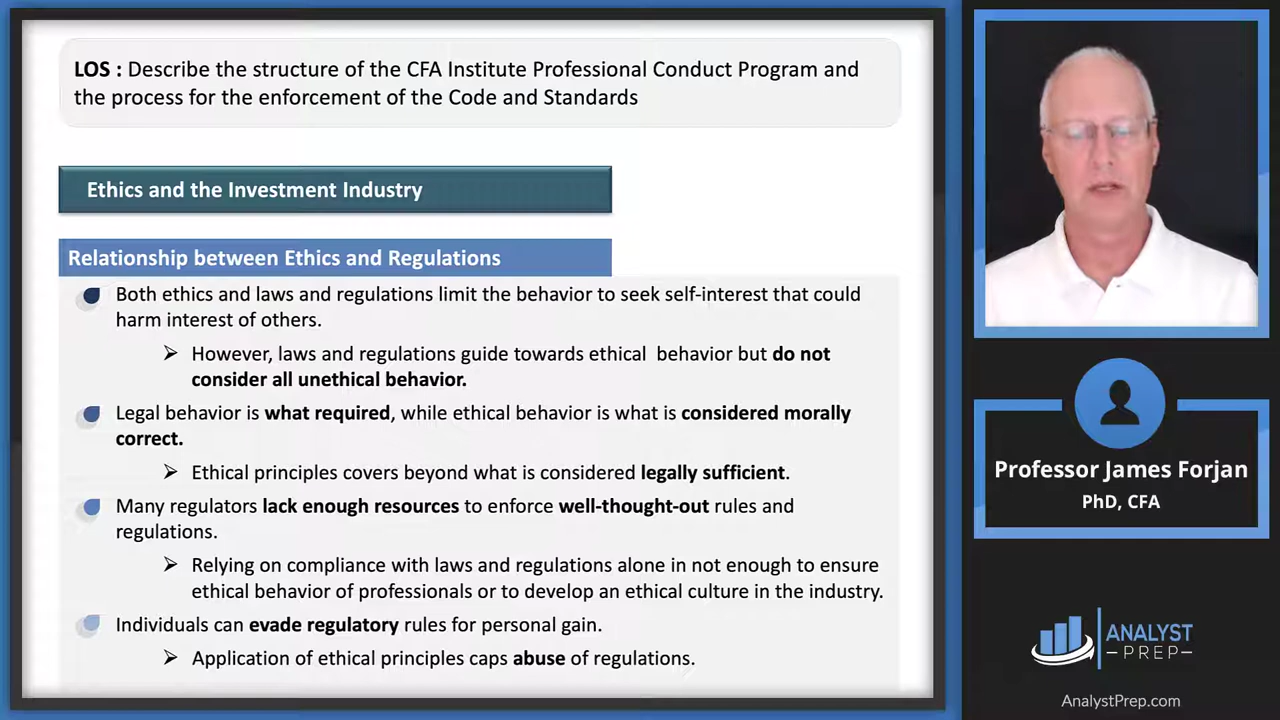 LOS : Describe the structure of the CFA Institute Professional Conduct Program and
the process for the enforcement of the Code and Standards
Ethics and the Investment Industry
Relationship between Ethics and Regulations
Both ethics and laws and regulations limit the behavior to seek self-interest that could
harm interest of others.
However, laws and regulations guide towards ethical behavior but do not
consider all unethical behavior.
Legal behavior is what required, while ethical behavior is what is considered morally
correct.
Ethical principles covers beyond what is considered legally sufficient.
Many regulators lack enough resources to enforce well-thought-out rules and
regulations.
Relying on compliance with laws and regulations alone in not enough to ensure
ethical behavior of professionals or to develop an ethical culture in the industry.
Individuals can evade regulatory rules for personal gain.
Application of ethical principles caps abuse of regulations.
Professor James Forjan
PhD, CFA
ANALYST
PREP
AnalystPrep.com